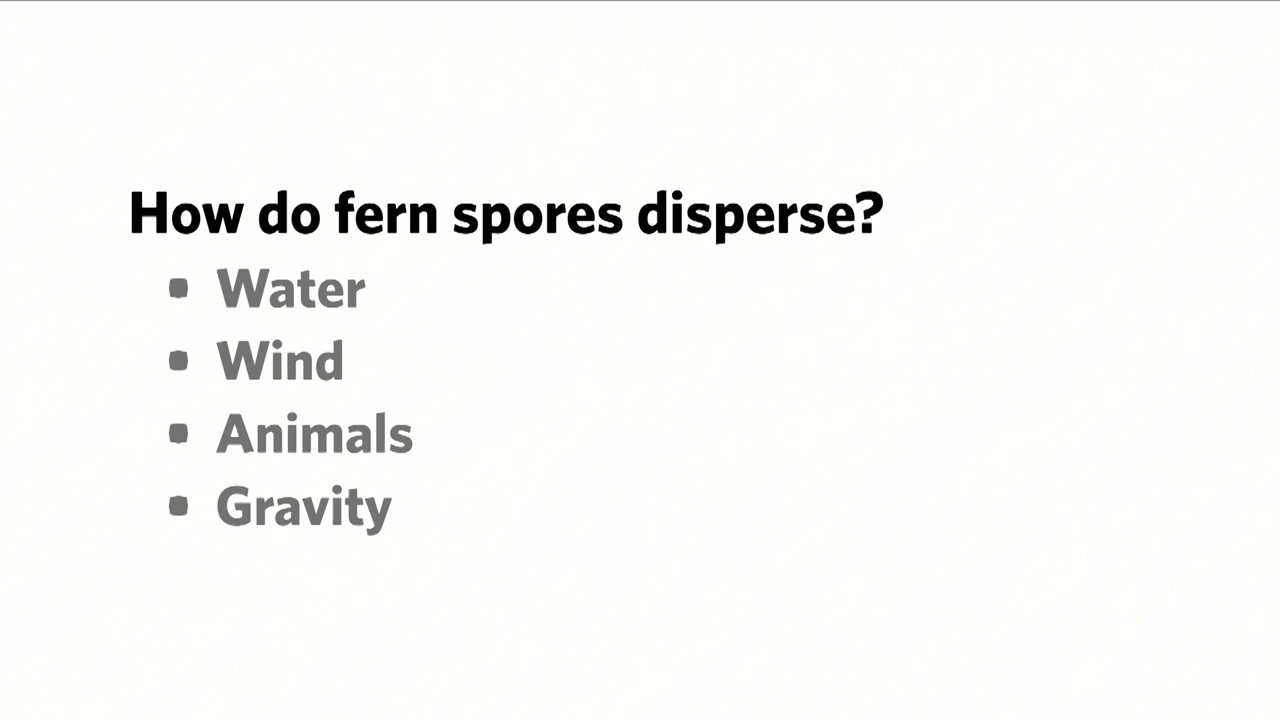 How do fern spores disperse?
▪ Water
▪ Wind
▪ Animals
▪ Gravity